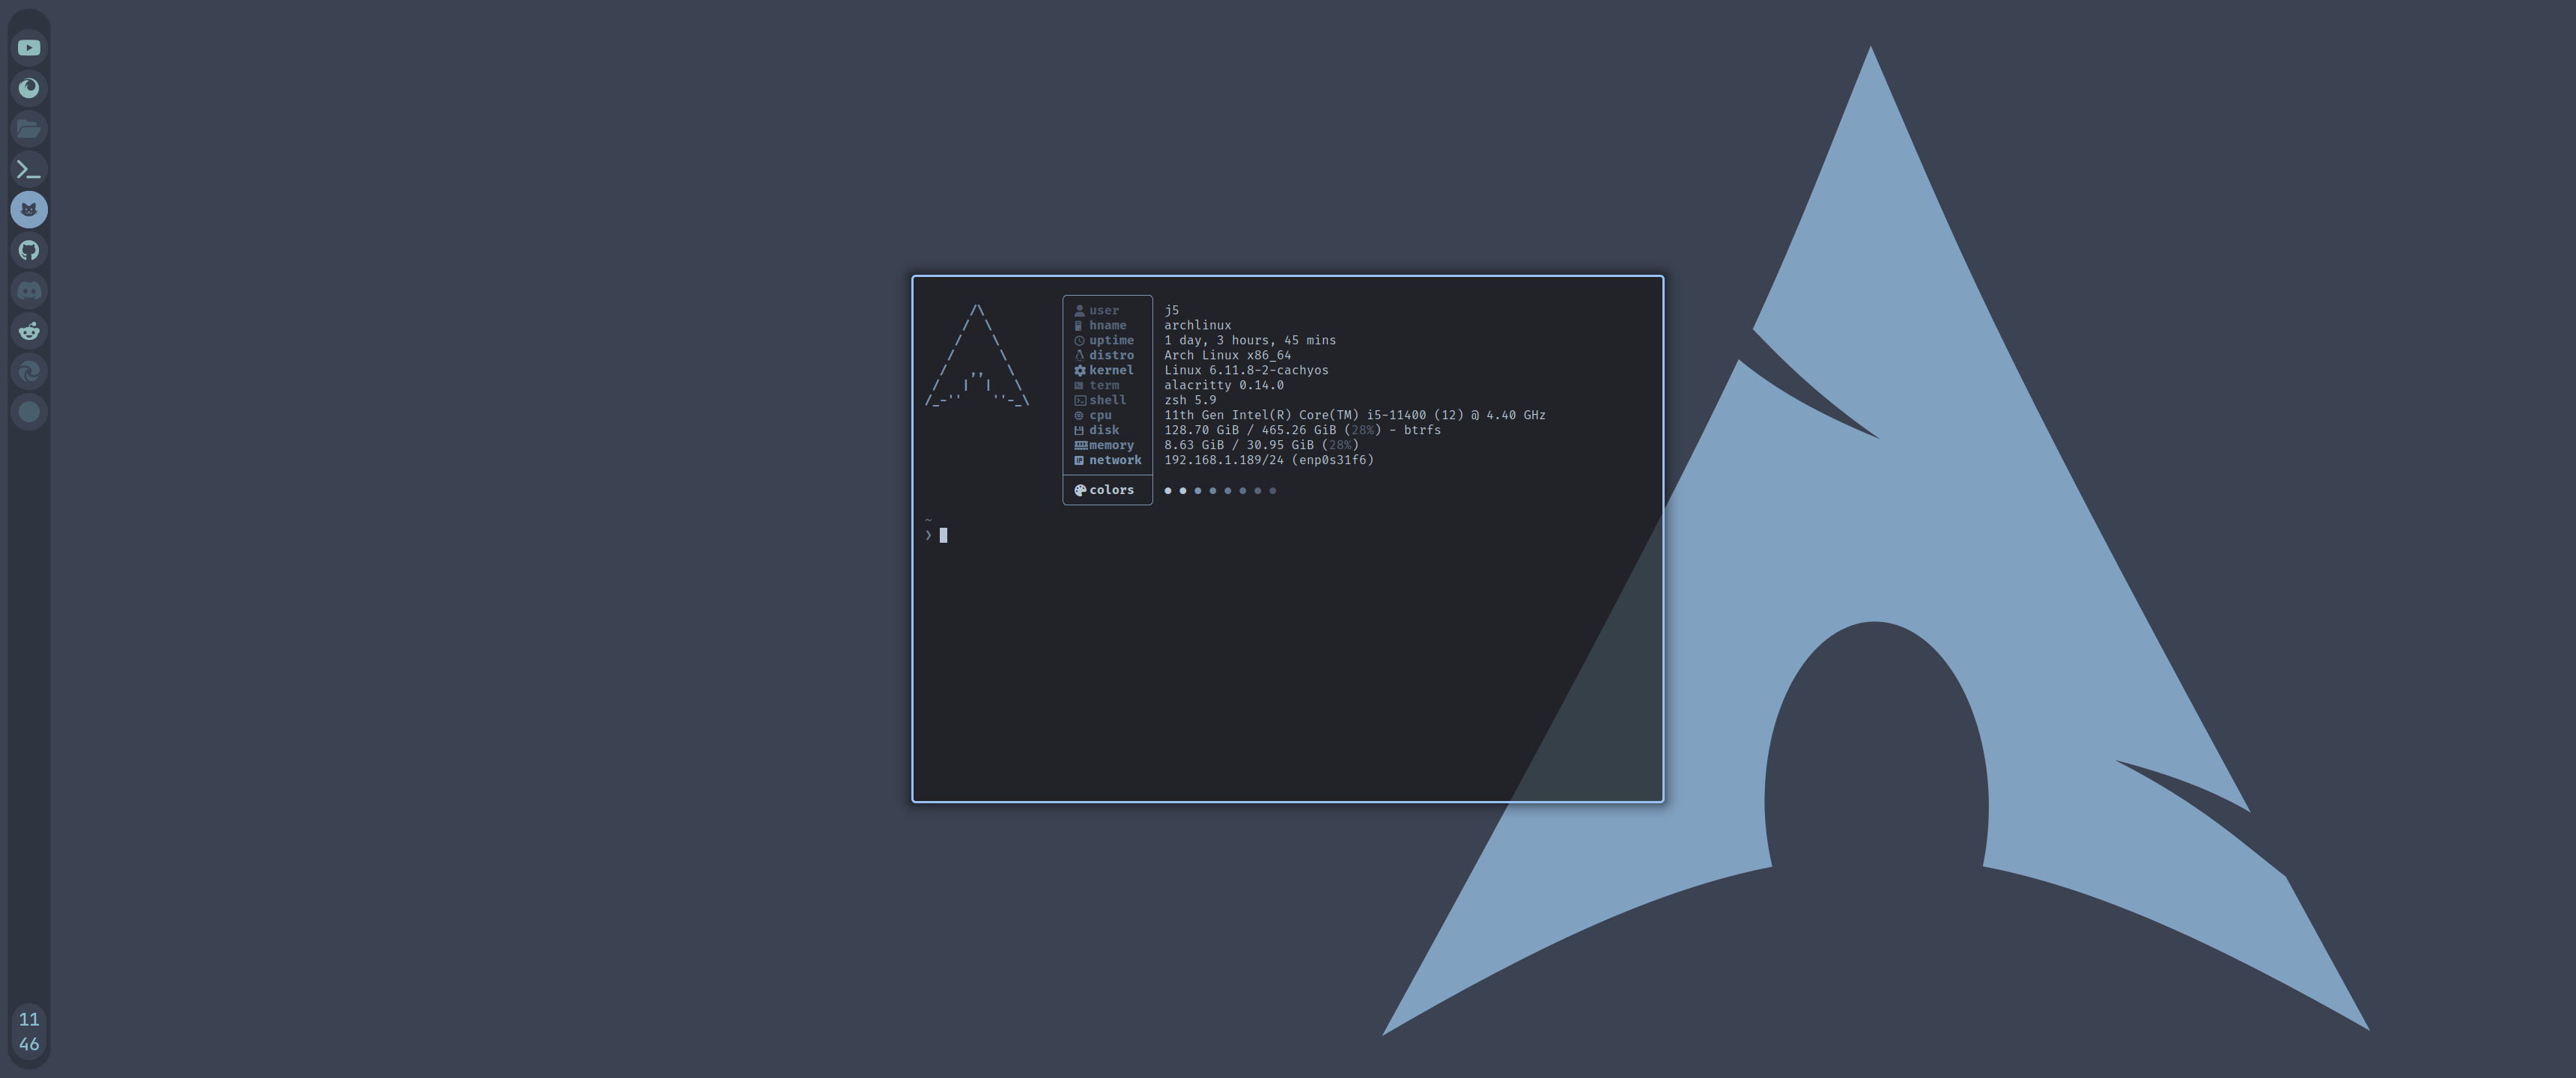 user j5
hname archlinux
uptime 1 day, 3 hours, 45 mins
distro Arch Linux x86_64
kernel Linux 6.11.8-2-cachyos
term alacritty 0.14.0
shell zsh 5.9
cpu 11th Gen Intel(R) Core(TM) i5-11400 (12) @ 4.40 GHz
disk 128.70 GiB / 465.26 GiB (28%) - btrfs
memory 8.63 GiB / 30.95 GiB (28%)
network 192.168.1.189/24 (enp0s31f6)
colors
~
❯
11
46